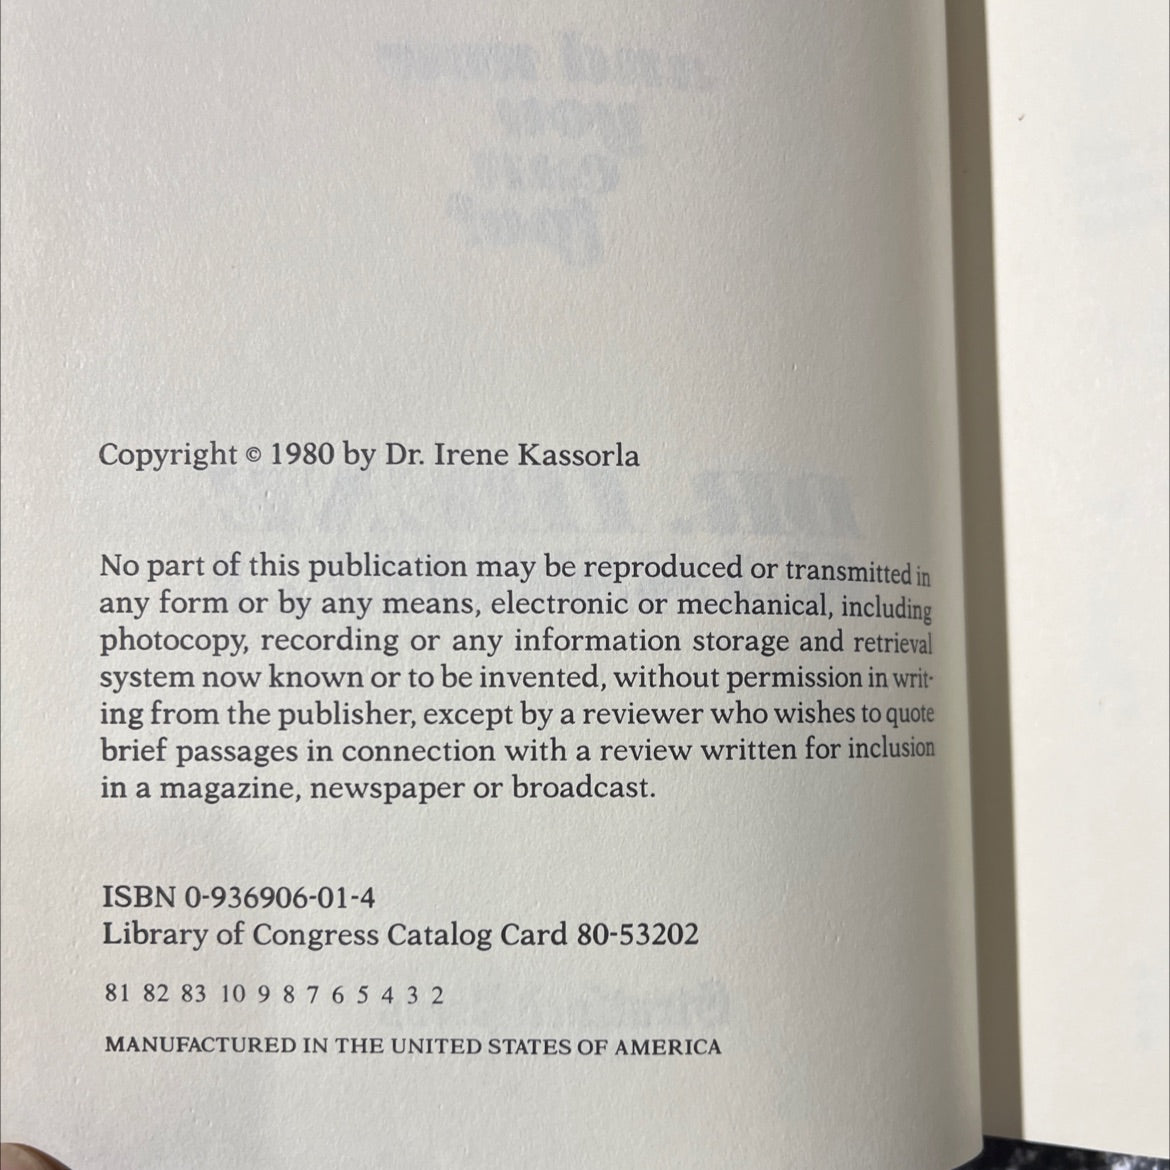 Copyright © 1980 by Dr. Irene Kassorla
No part of this publication may be reproduced or transmitted in
any form or by any means, electronic or mechanical, including
photocopy, recording or any information storage and retrieval
system now known or to be invented, without permission in writ-
ing from the publisher, except by a reviewer who wishes to quote
brief passages in connection with a review written for inclusion
in a magazine, newspaper or broadcast.
ISBN 0-936906-01-4
Library of Congress Catalog Card 80-53202
81 82 83 10 9 8 7 6 5 4 3 2
MANUFACTURED IN THE UNITED STATES OF AMERICA